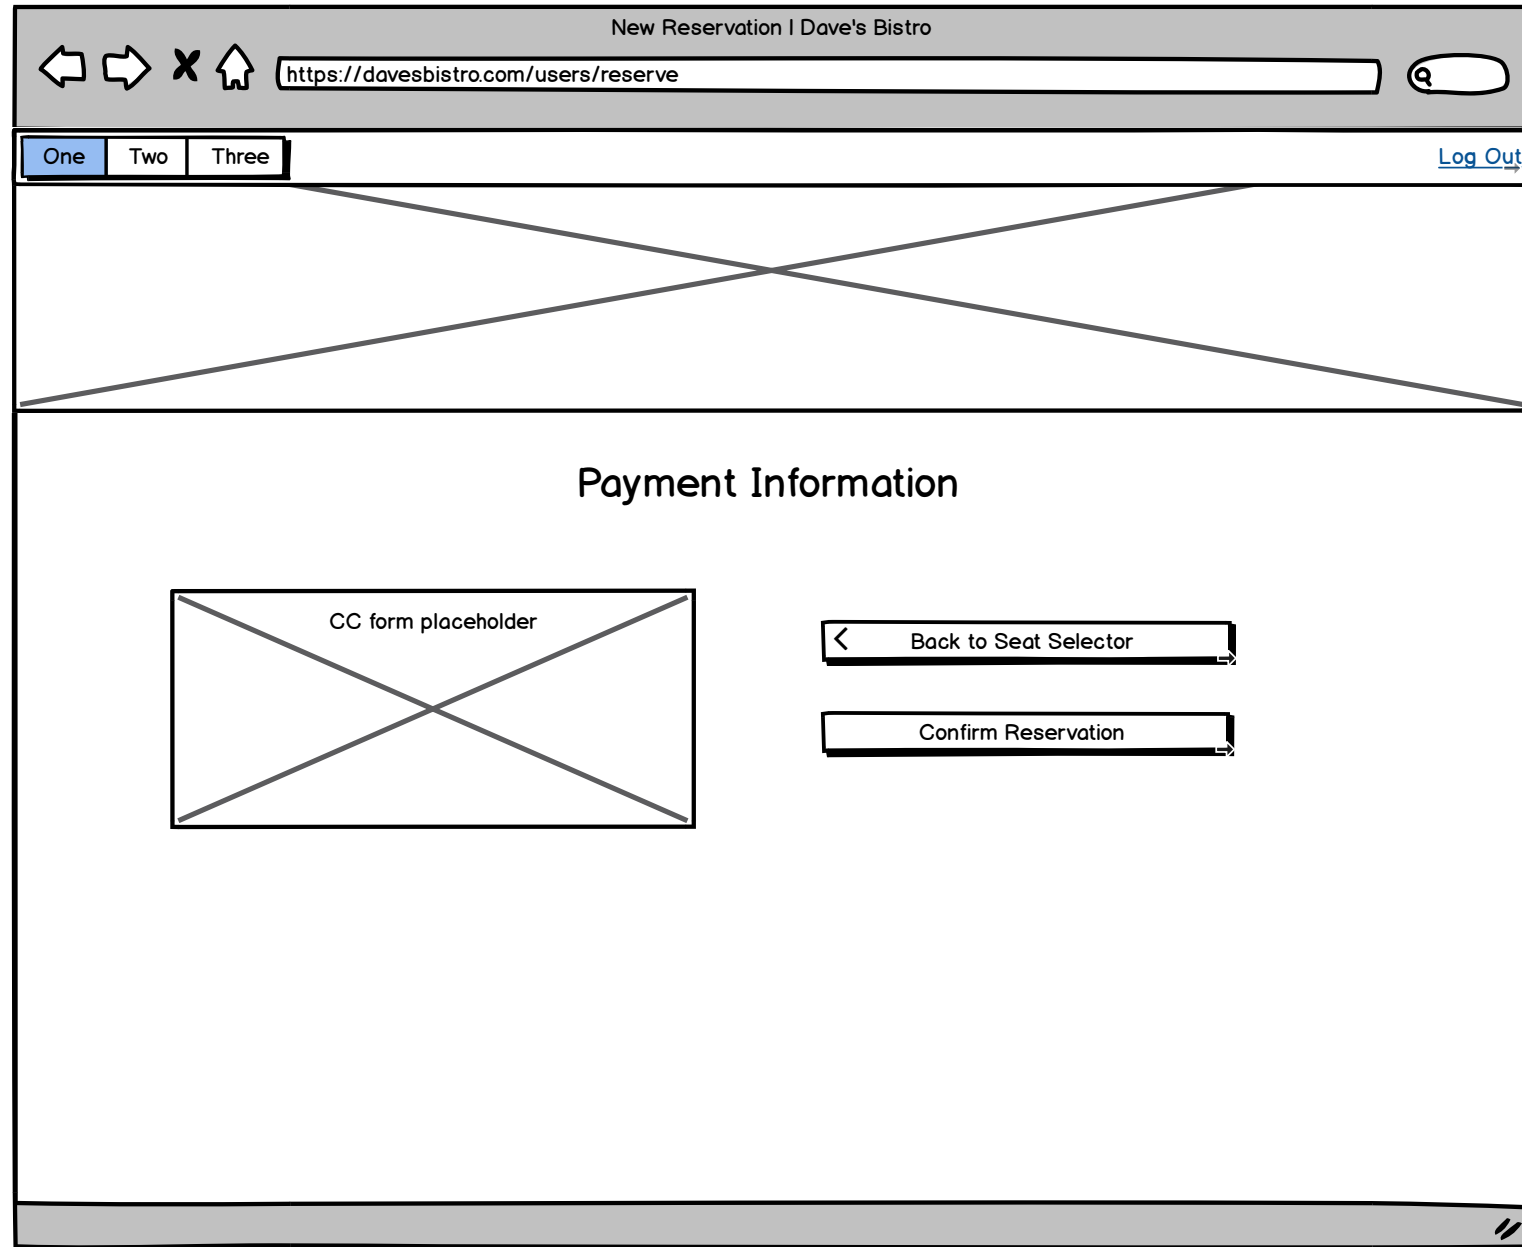 New Reservation | Dave's Bistro
https://davesbistro.com/users/reserve
One Two Three Log Out
Payment Information
CC form placeholder
Back to Seat Selector
Confirm Reservation